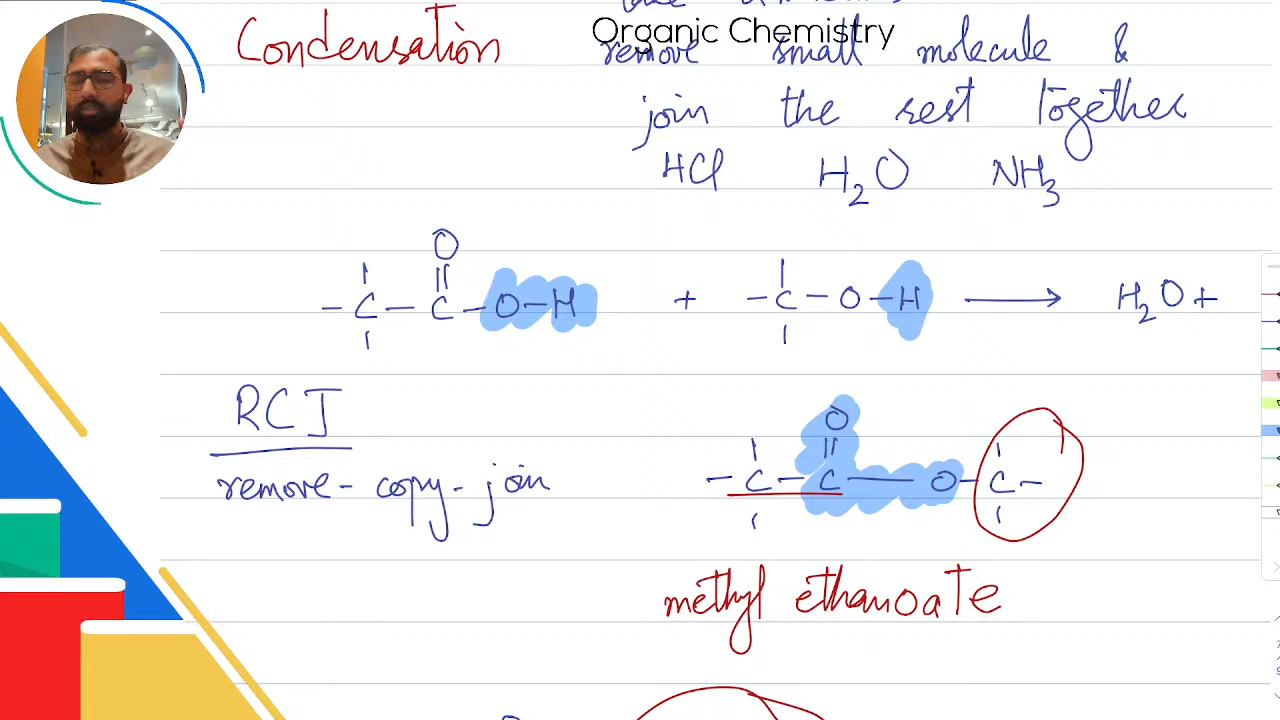 Organic Chemistry
Condensation
remove small molecule &
join the rest together
HCl H₂O NH₃
O
| || |
– C – C – O – H + – C – O – H → H₂O +
| |
RCJ
remove - copy - join
O
| || |
– C – C — O – C –
| |
methyl ethanoate